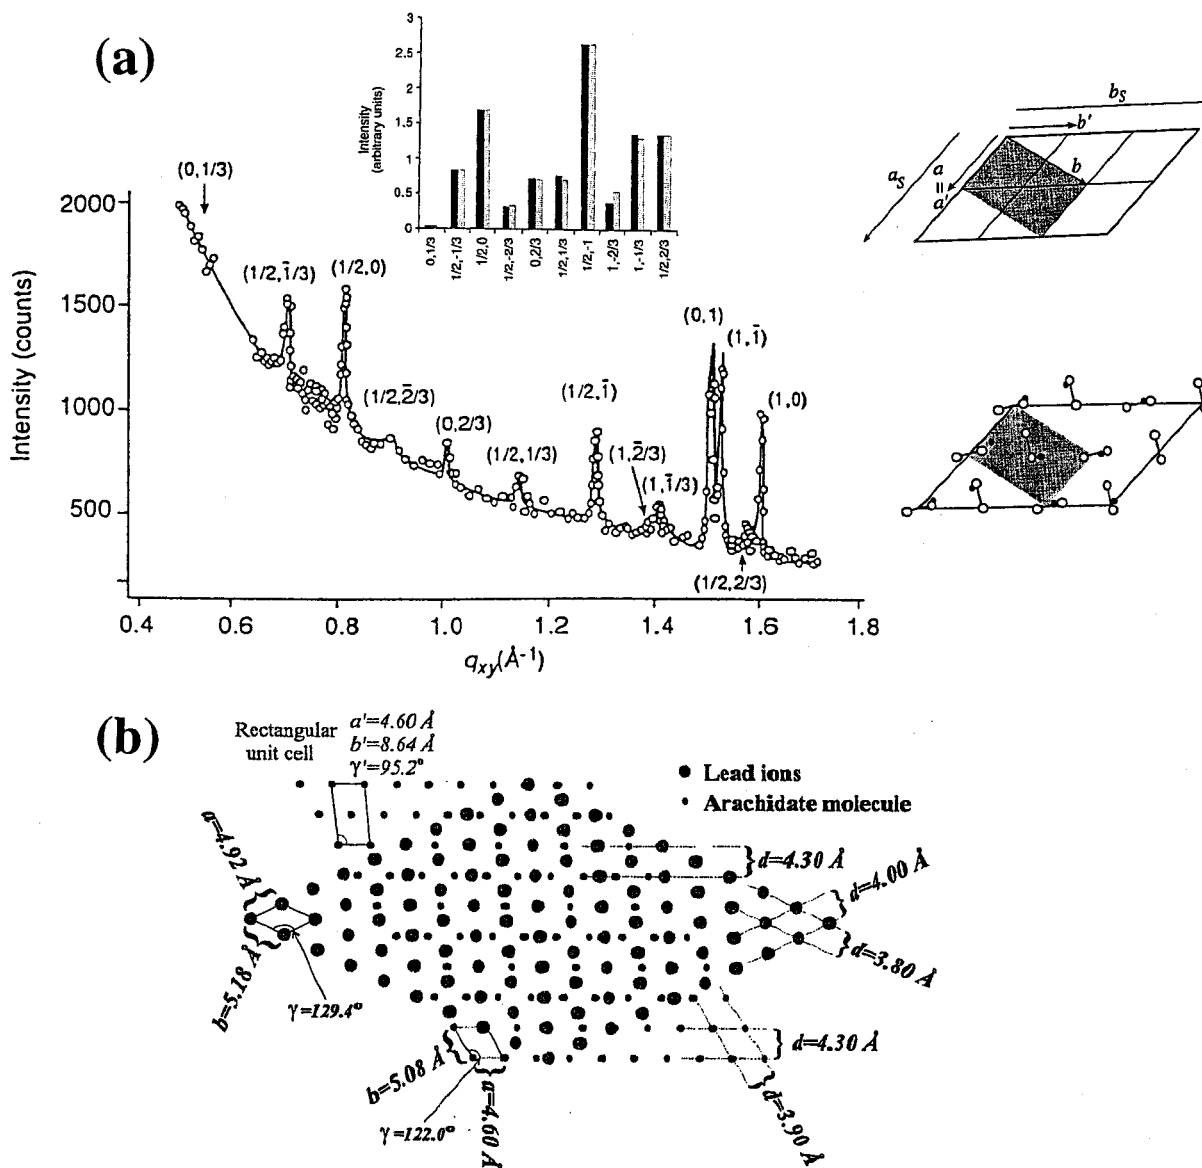 (a)
Intensity
(arbitrary units)
3
2.5
2
1.5
1
0.5
0
0,1/3
1/2,-1/3
1/2,0
1/2,-2/3
0,2/3
1/2,1/3
1/2,-1
1,-2/3
1,-1/3
1/2,2/3
Intensity (counts)
2000
1500
1000
500
(0,1/3)
(1/2,1̄/3)
(1/2,0)
(1/2,2̄/3)
(0,2/3)
(1/2,1/3)
(1/2,1̄)
(1,2̄/3)
(1,1̄/3)
(0,1)
(1,1̄)
(1,0)
(1/2,2/3)
0.4 0.6 0.8 1.0 1.2 1.4 1.6 1.8
qxy(Å-1)
bs
b'
as
a
=
a'
b
(b)
Rectangular
unit cell
a'=4.60 Å
b'=8.64 Å
γ'=95.2°
Lead ions
Arachidate molecule
a=4.92 Å
b=5.18 Å
γ=129.4°
d=4.30 Å
d=4.00 Å
d=3.80 Å
b=5.08 Å
γ=122.0°
a=4.60 Å
d=4.30 Å
d=3.90 Å